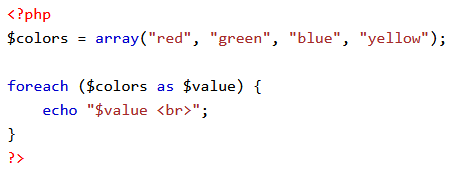 <?php
$colors = array("red", "green", "blue", "yellow");
foreach ($colors as $value) {
    echo "$value <br>";
}
?>